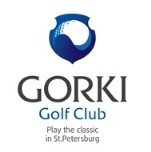 GORKI
Golf Club
Play the classic
in St.Petersburg